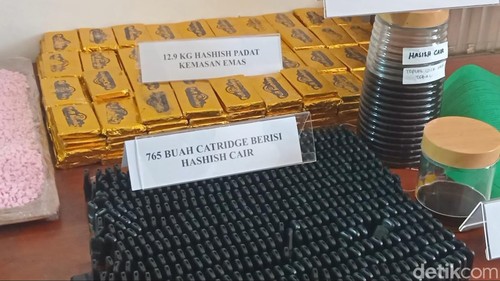 12.9 KG HASHISH PADAT
KEMASAN EMAS
HASISH CAIR
765 BUAH CATRIDGE BERISI
HASHISH CAIR
detikcom